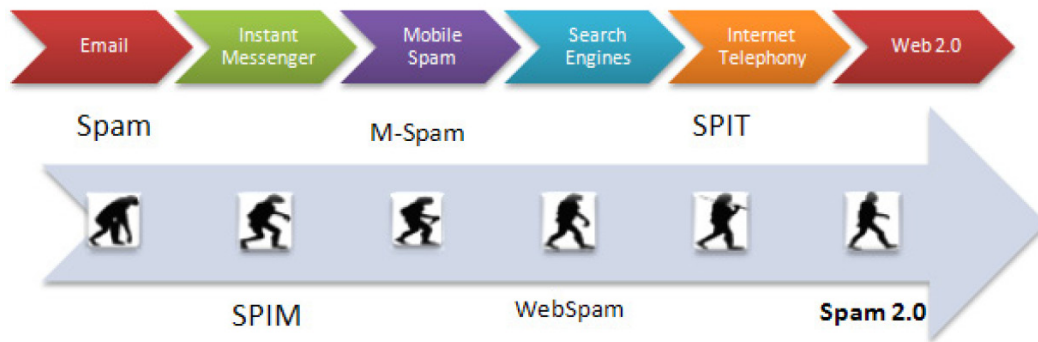 Email
Instant
Messenger
Mobile
Spam
Search
Engines
Internet
Telephony
Web 2.0
Spam
M-Spam
SPIT
SPIM
WebSpam
Spam 2.0